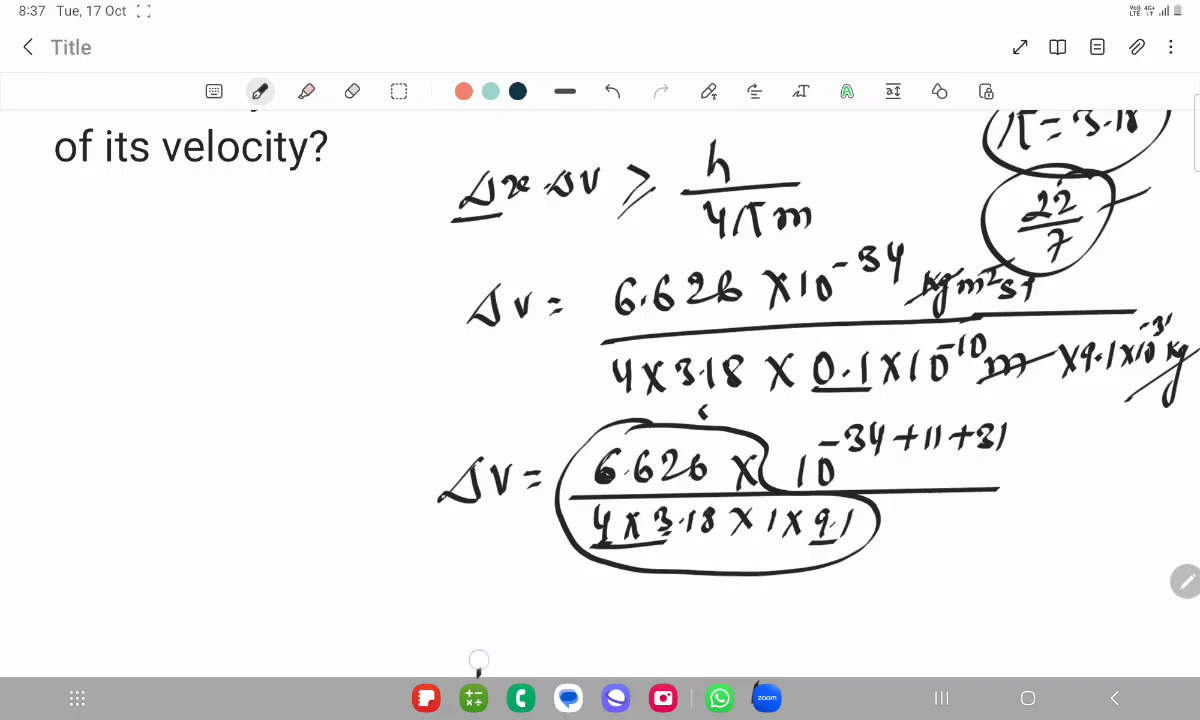 8:37 Tue, 17 Oct
Title
of its velocity?
π = 3.18
22/7
Δx·Δv ≥ h/4πm
Δv = 6.626 × 10^-34 kg m² s-1
4 × 3.18 × 0.1 × 10^-10 m × 9.1 × 10^-31 kg
Δv = 6.626 × 10^-34+11+31
4 × 3.18 × 1 × 9.1
zoom